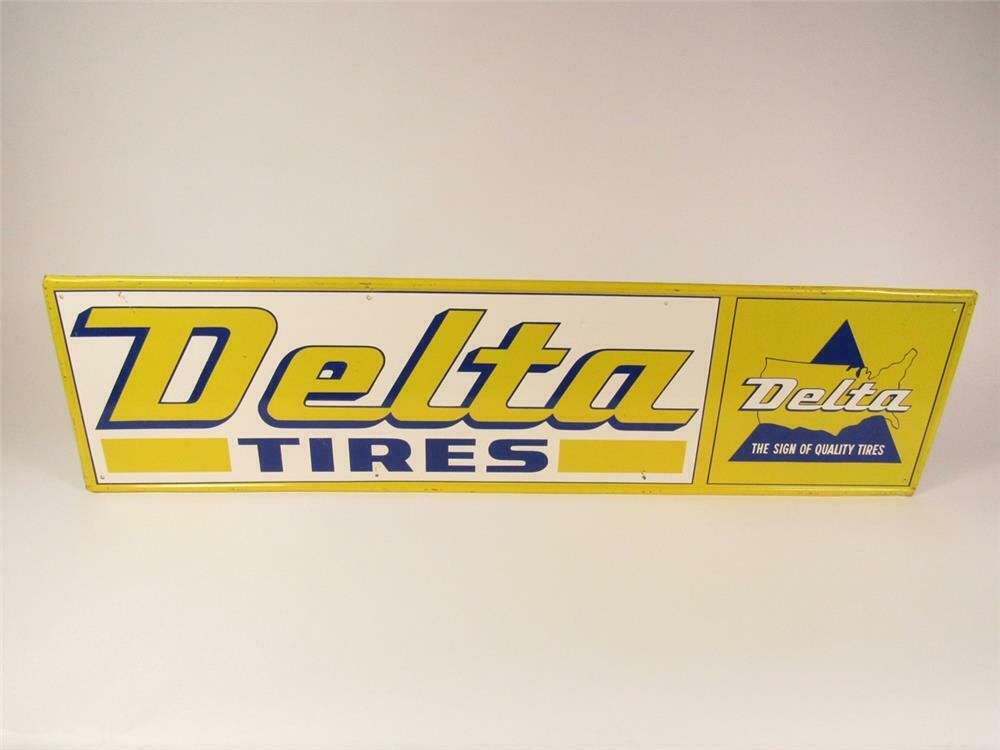 Delta
TIRES
Delta
THE SIGN OF QUALITY TIRES